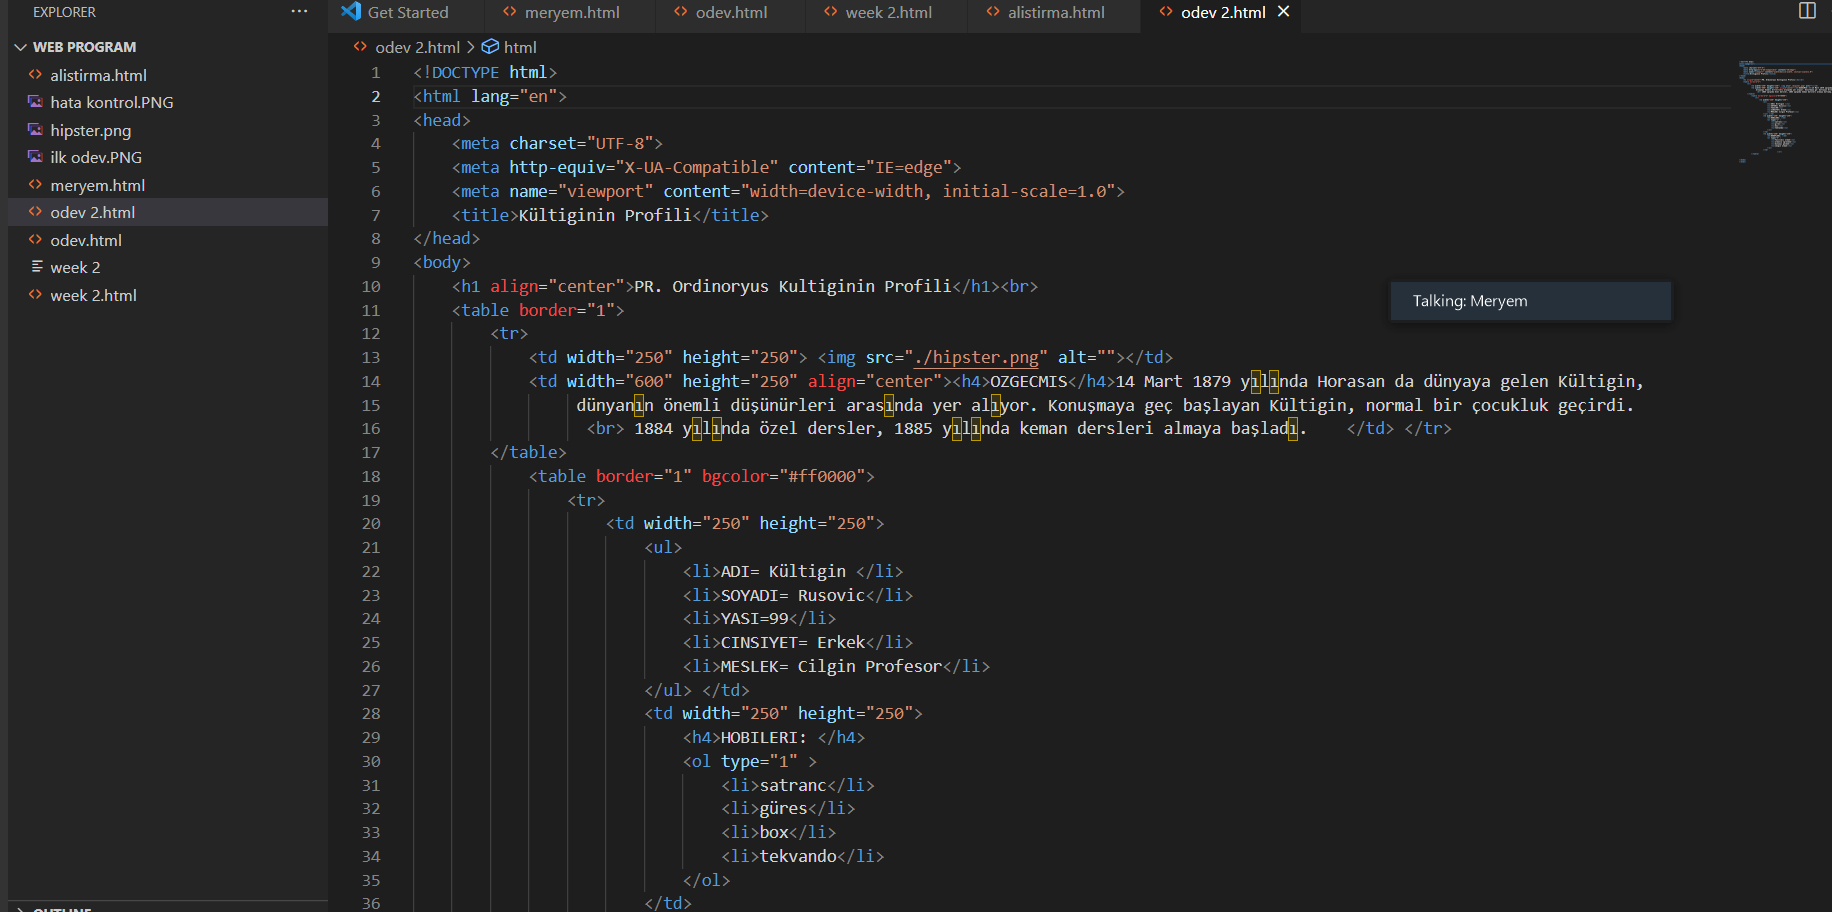 EXPLORER
···
Get Started
meryem.html
odev.html
week 2.html
alistirma.html
odev 2.html
WEB PROGRAM
alistirma.html
hata kontrol.PNG
hipster.png
ilk odev.PNG
meryem.html
odev 2.html
odev.html
week 2
week 2.html
odev 2.html > html
1 <!DOCTYPE html>
2 <html lang="en">
3 <head>
4 <meta charset="UTF-8">
5 <meta http-equiv="X-UA-Compatible" content="IE=edge">
6 <meta name="viewport" content="width=device-width, initial-scale=1.0">
7 <title>Kültiginin Profili</title>
8 </head>
9 <body>
10 <h1 align="center">PR. Ordinoryus Kultiginin Profili</h1><br>
11 <table border="1">
12 <tr>
13 <td width="250" height="250"> <img src="./hipster.png" alt=""></td>
14 <td width="600" height="250" align="center"><h4>OZGECMIS</h4>14 Mart 1879 yılında Horasan da dünyaya gelen Kültigin,
15 dünyanın önemli düşünürleri arasında yer alıyor. Konuşmaya geç başlayan Kültigin, normal bir çocukluk geçirdi.
16 <br> 1884 yılında özel dersler, 1885 yılında keman dersleri almaya başladı. </td> </tr>
17 </table>
18 <table border="1" bgcolor="#ff0000">
19 <tr>
20 <td width="250" height="250">
21 <ul>
22 <li>ADI= Kültigin </li>
23 <li>SOYADI= Rusovic</li>
24 <li>YASI=99</li>
25 <li>CINSIYET= Erkek</li>
26 <li>MESLEK= Cilgin Profesor</li>
27 </ul> </td>
28 <td width="250" height="250">
29 <h4>HOBILERI: </h4>
30 <ol type="1" >
31 <li>satranc</li>
32 <li>güres</li>
33 <li>box</li>
34 <li>tekvando</li>
35 </ol>
36 </td>
Talking: Meryem
OUTLINE